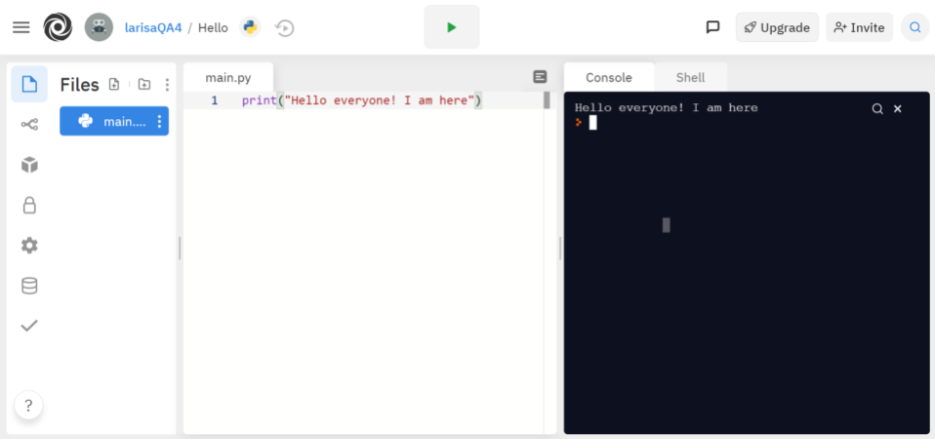 larisaQA4 / Hello
Upgrade
Invite
Files
main....
main.py
1 print("Hello everyone! I am here")
Console
Shell
Hello everyone! I am here
?